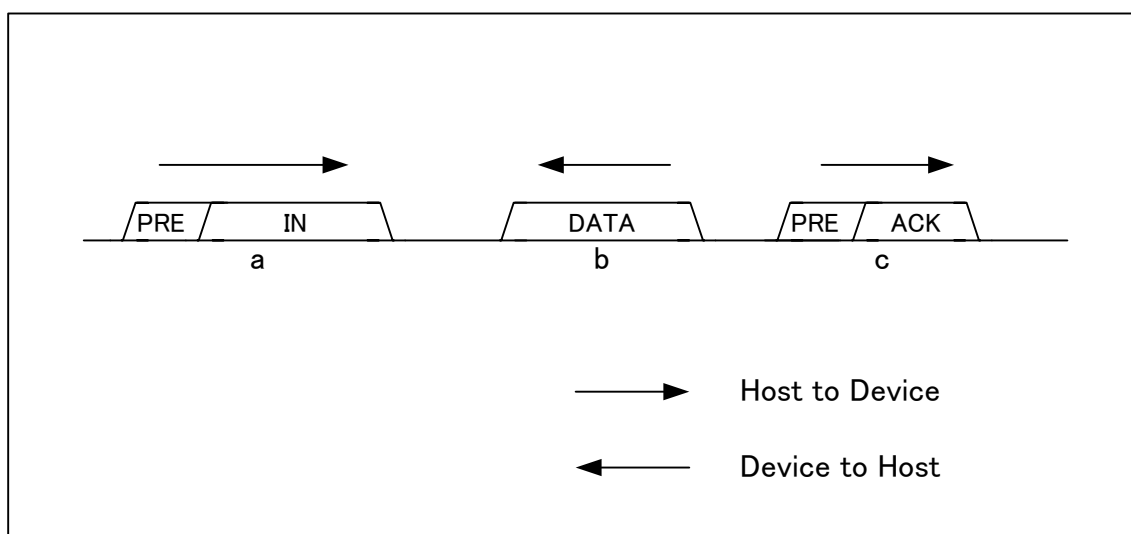 PRE IN DATA PRE ACK
a b c
Host to Device
Device to Host